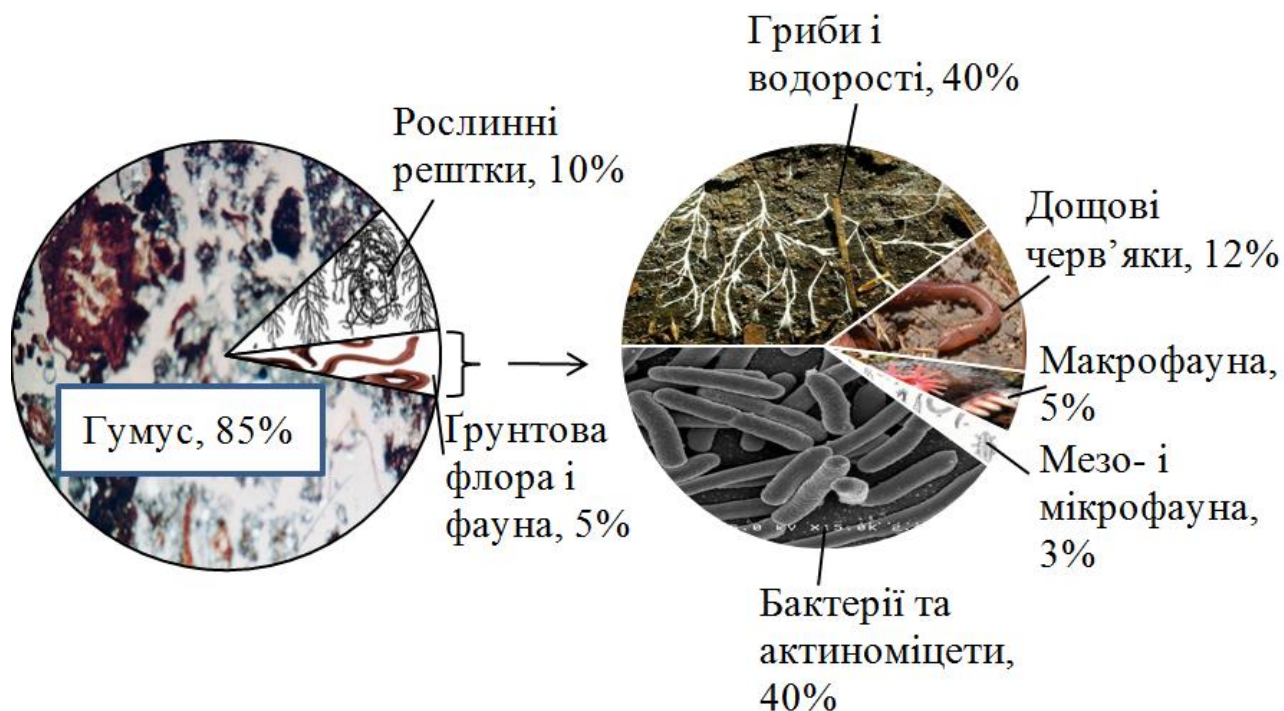 Гриби і
водорості, 40%
Рослинні
рештки, 10%
Дощові
черв’яки, 12%
Макрофауна,
5%
Гумус, 85%
Ґрунтова
флора і
фауна, 5%
Мезо- і
мікрофауна,
3%
Бактерії та
актиноміцети,
40%